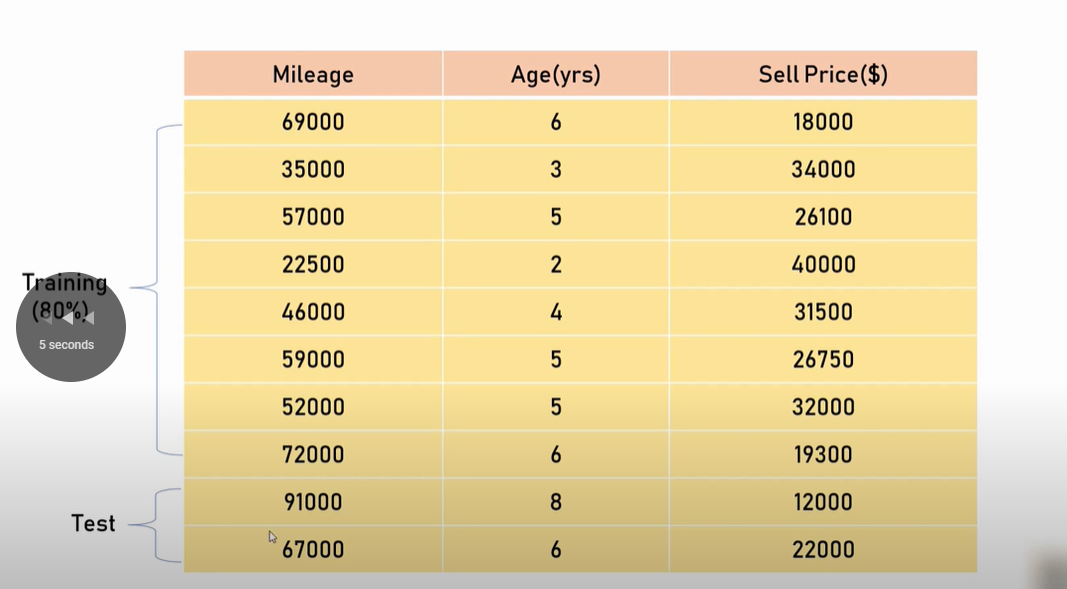 Mileage Age(yrs) Sell Price($)
69000 6 18000
35000 3 34000
57000 5 26100
22500 2 40000
46000 4 31500
59000 5 26750
52000 5 32000
72000 6 19300
91000 8 12000
67000 6 22000
Training
(80%)
5 seconds
Test